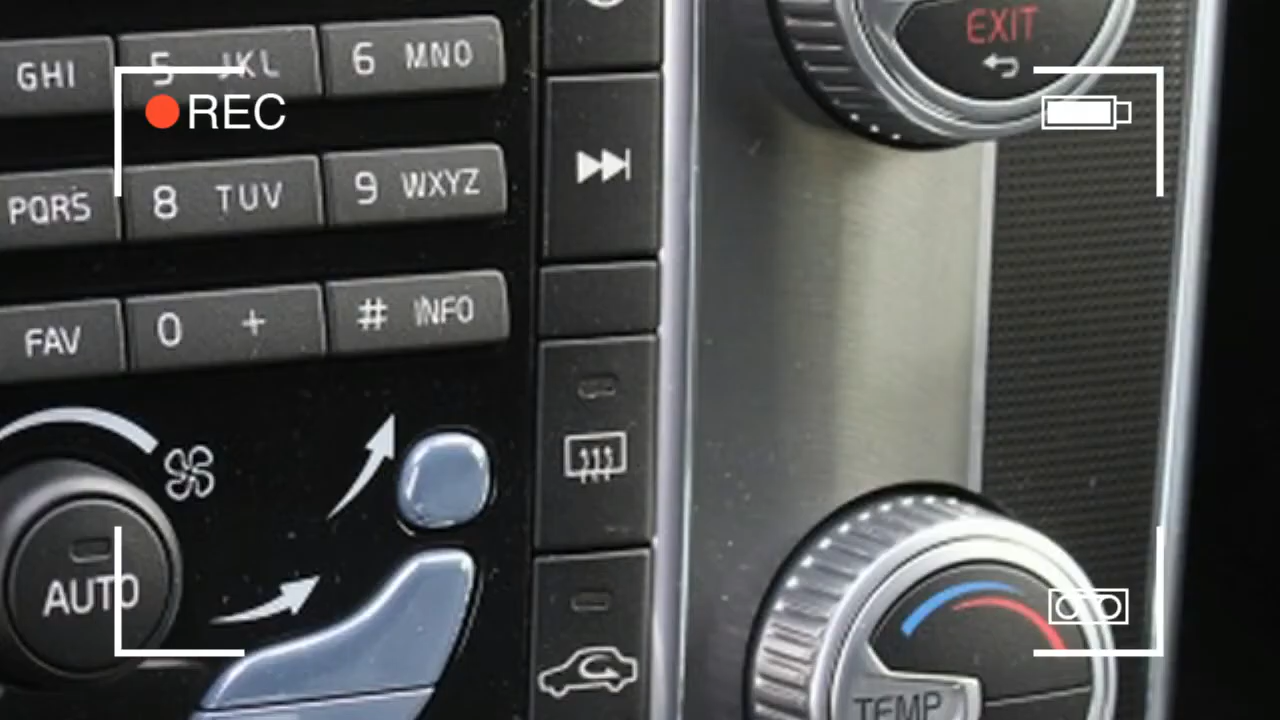 EXIT
GHI 5 JKL 6 MNO
REC
PQRS 8 TUV 9 WXYZ
FAV 0 + # INFO
AUTO
TEMP